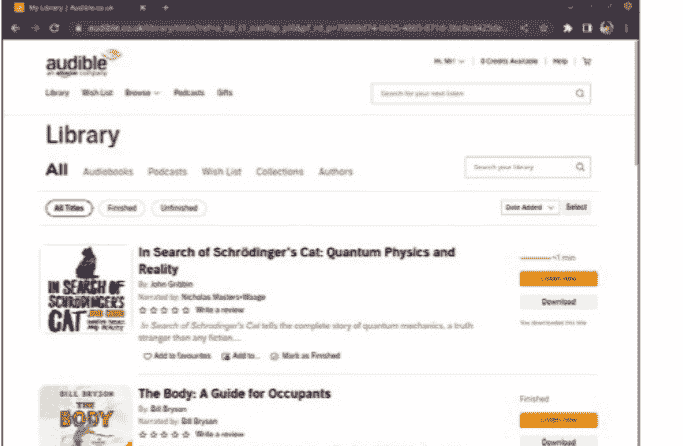 My Library | Audible.co.uk
audible
an amazon company
Hi, Mr! 0 Credits Available Help
Library Wish List Browse Podcasts Gifts
Search for your next listen
Library
All Audiobooks Podcasts Wish List Collections Authors
Search your library
All Titles Finished Unfinished
Date Added Select
In Search of Schrödinger's Cat: Quantum Physics and
Reality
By: John Gribbin
Narrated by: Nicholas Masters-Waage
Write a review
In Search of Schrodinger's Cat tells the complete story of quantum mechanics, a truth
stranger than any fiction...
Add to favourites Add to... Mark as Finished
<1 min
Listen now
Download
You downloaded this title
IN SEARCH OF
SCHRÖDINGER'S
CAT
AND REALITY
The Body: A Guide for Occupants
By: Bill Bryson
Narrated by: Bill Bryson
Write a review
Finished
Listen now
Download
BILL BRYSON
THE
BODY